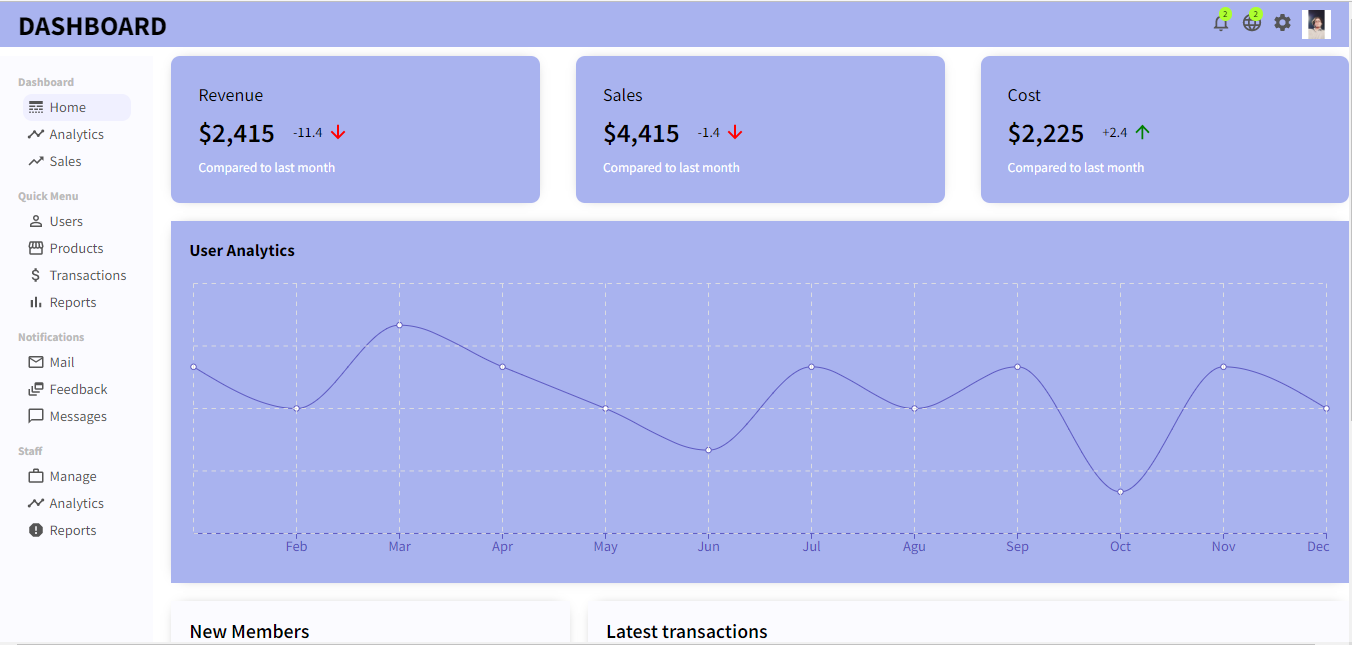 DASHBOARD
2
2
Dashboard
Home
Analytics
Sales
Quick Menu
Users
Products
Transactions
Reports
Notifications
Mail
Feedback
Messages
Staff
Manage
Analytics
Reports
Revenue
$2,415 -11.4
Compared to last month
Sales
$4,415 -1.4
Compared to last month
Cost
$2,225 +2.4
Compared to last month
User Analytics
Feb Mar Apr May Jun Jul Agu Sep Oct Nov Dec
New Members
Latest transactions